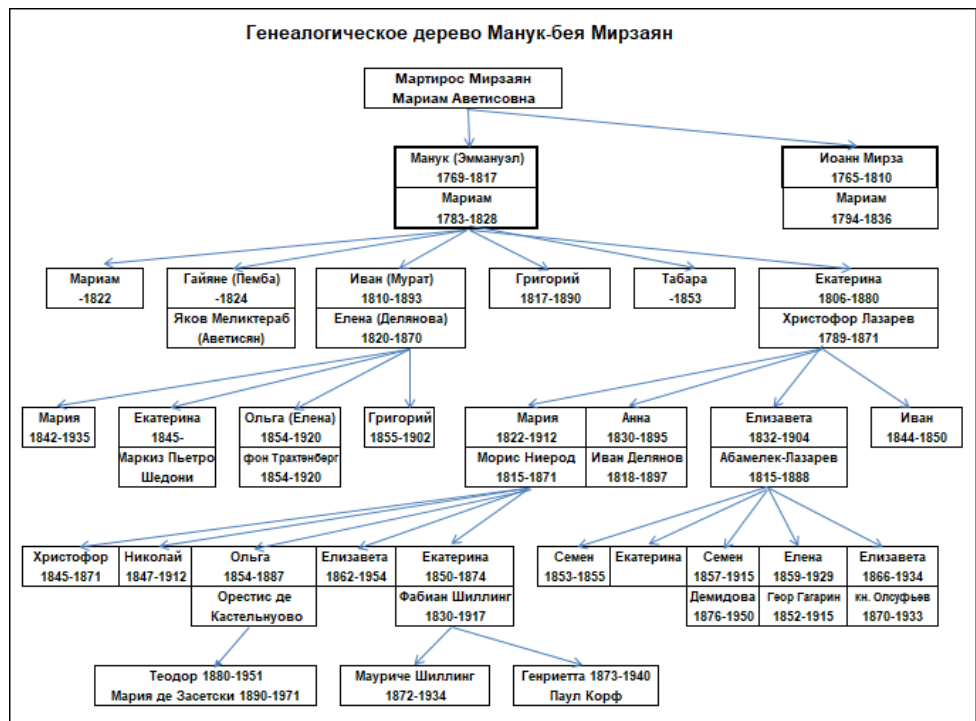 Генеалогическое дерево Манук-бея Мирзаян
Мартирос Мирзаян
Мариам Аветисовна
Манук (Эммануэл)
1769-1817
Мариам
1783-1828
Иоанн Мирза
1765-1810
Мариам
1794-1836
Мариам
-1822
Гайяне (Пемба)
-1824
Яков Меликтераб
(Аветисян)
Иван (Мурат)
1810-1893
Елена (Делянова)
1820-1870
Григорий
1817-1890
Табара
-1853
Екатерина
1806-1880
Христофор Лазарев
1789-1871
Мария
1842-1935
Екатерина
1845-
Маркиз Пьетро
Шедони
Ольга (Елена)
1854-1920
фон Трахтенберг
1854-1920
Григорий
1855-1902
Мария
1822-1912
Морис Ниерод
1815-1871
Анна
1830-1895
Иван Делянов
1818-1897
Елизавета
1832-1904
Абамелек-Лазарев
1815-1888
Иван
1844-1850
Христофор
1845-1871
Николай
1847-1912
Ольга
1854-1887
Орестис де
Кастельнуово
Елизавета
1862-1954
Екатерина
1850-1874
Фабиан Шиллинг
1830-1917
Семен
1853-1855
Екатерина
Семен
1857-1915
Демидова
1876-1950
Елена
1859-1929
Геор Гагарин
1852-1915
Елизавета
1866-1934
кн. Олсуфьев
1870-1933
Теодор 1880-1951
Мария де Засетски 1890-1971
Мауриче Шиллинг
1872-1934
Генриетта 1873-1940
Паул Корф